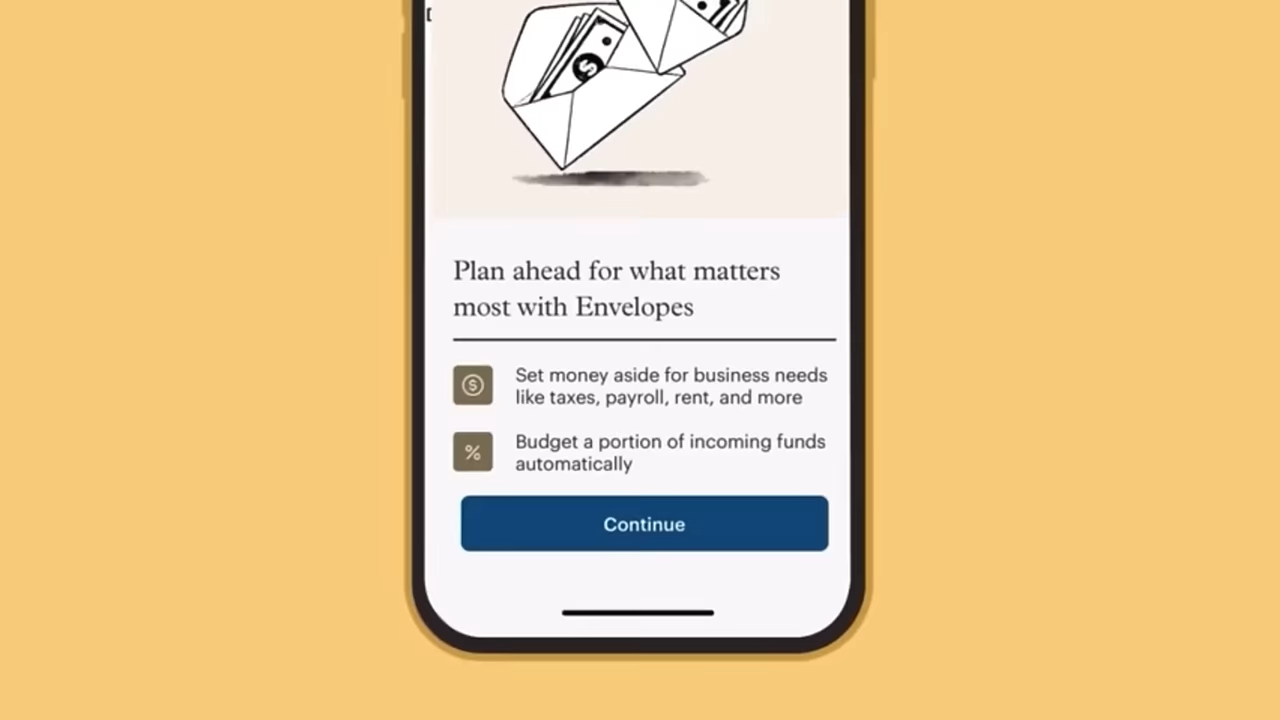 Plan ahead for what matters
most with Envelopes
Set money aside for business needs
like taxes, payroll, rent, and more
Budget a portion of incoming funds
automatically
Continue